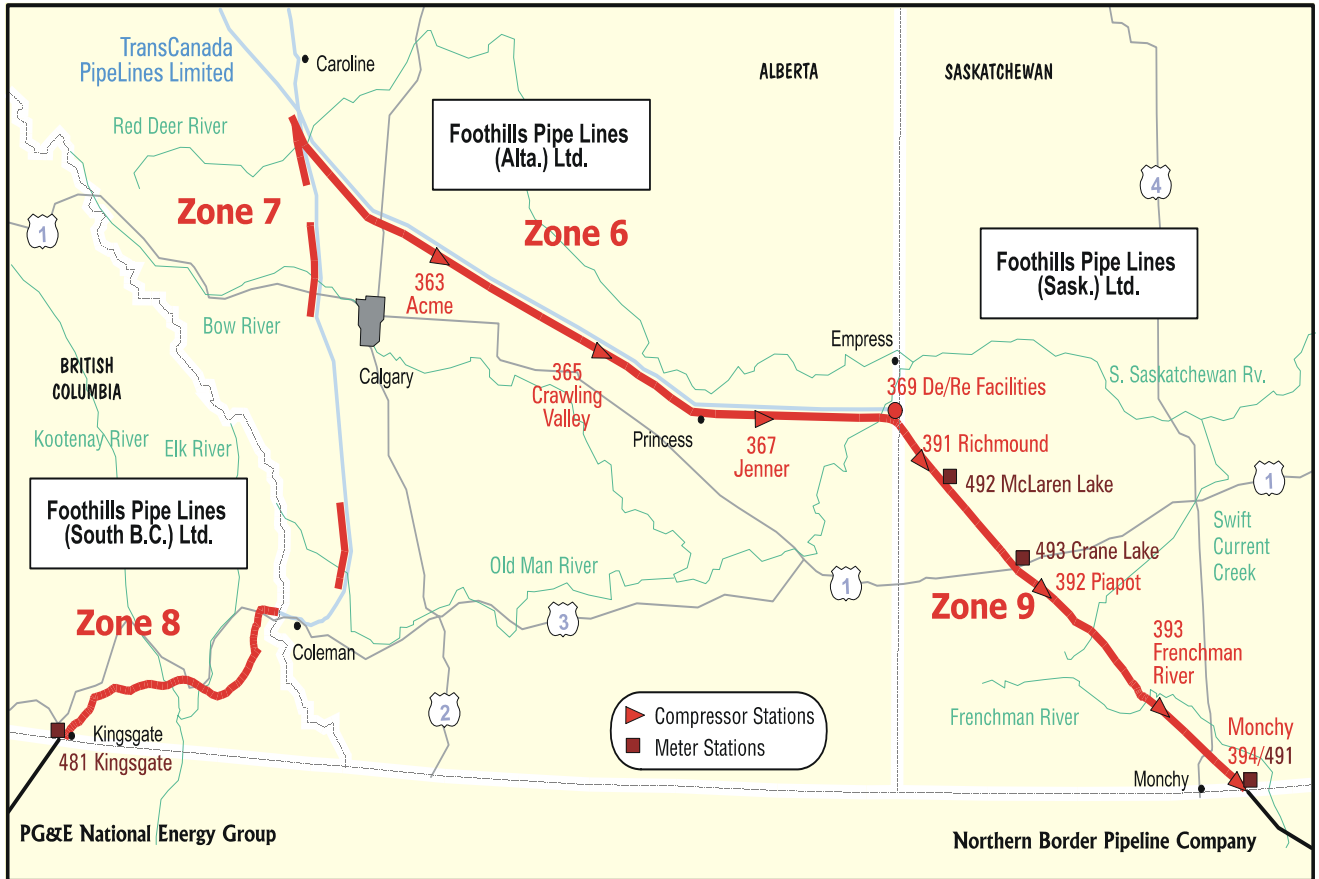 TransCanada
PipeLines Limited
Caroline
ALBERTA
SASKATCHEWAN
Red Deer River
Foothills Pipe Lines
(Alta.) Ltd.
4
Zone 7
Zone 6
1
Foothills Pipe Lines
(Sask.) Ltd.
363
Acme
Bow River
Empress
BRITISH
COLUMBIA
Calgary
365
Crawling
Valley
369 De/Re Facilities
S. Saskatchewan Rv.
Kootenay River
Elk River
Princess
367
Jenner
391 Richmound
492 McLaren Lake
1
Foothills Pipe Lines
(South B.C.) Ltd.
Swift
Current
Creek
493 Crane Lake
Old Man River
1
392 Piapot
Zone 9
Zone 8
3
Coleman
393
Frenchman
River
2
Compressor Stations
Meter Stations
Frenchman River
Monchy
394/491
Kingsgate
481 Kingsgate
Monchy
PG&E National Energy Group
Northern Border Pipeline Company